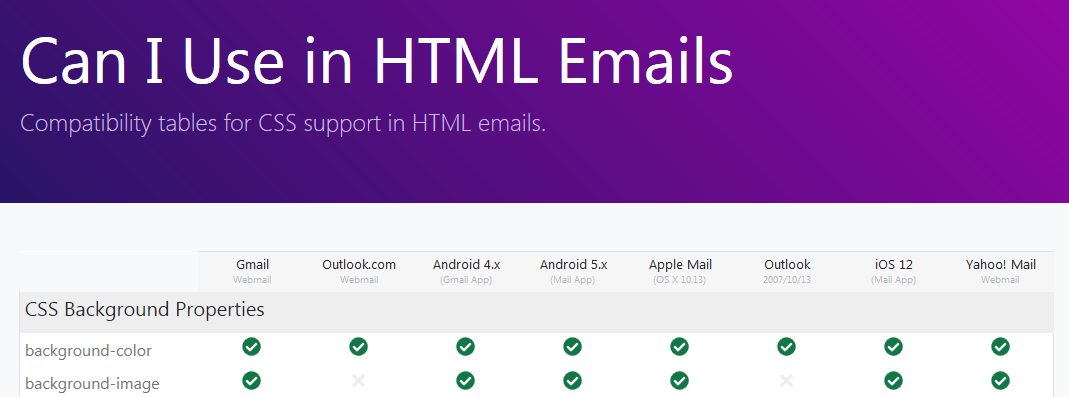 Can I Use in HTML Emails
Compatibility tables for CSS support in HTML emails.
Gmail Outlook.com Android 4.x Android 5.x Apple Mail Outlook iOS 12 Yahoo! Mail
Webmail Webmail (Gmail App) (Mail App) (OS X 10.13) 2007/10/13 (Mail App) Webmail
CSS Background Properties
background-color
background-image